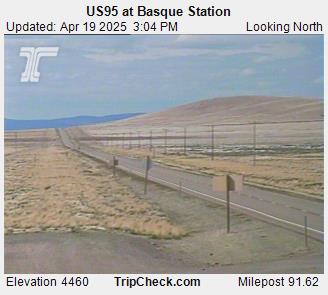 US95 at Basque Station
Updated: Apr 19 2025  3:04 PM Looking North
Elevation 4460 TripCheck.com Milepost 91.62